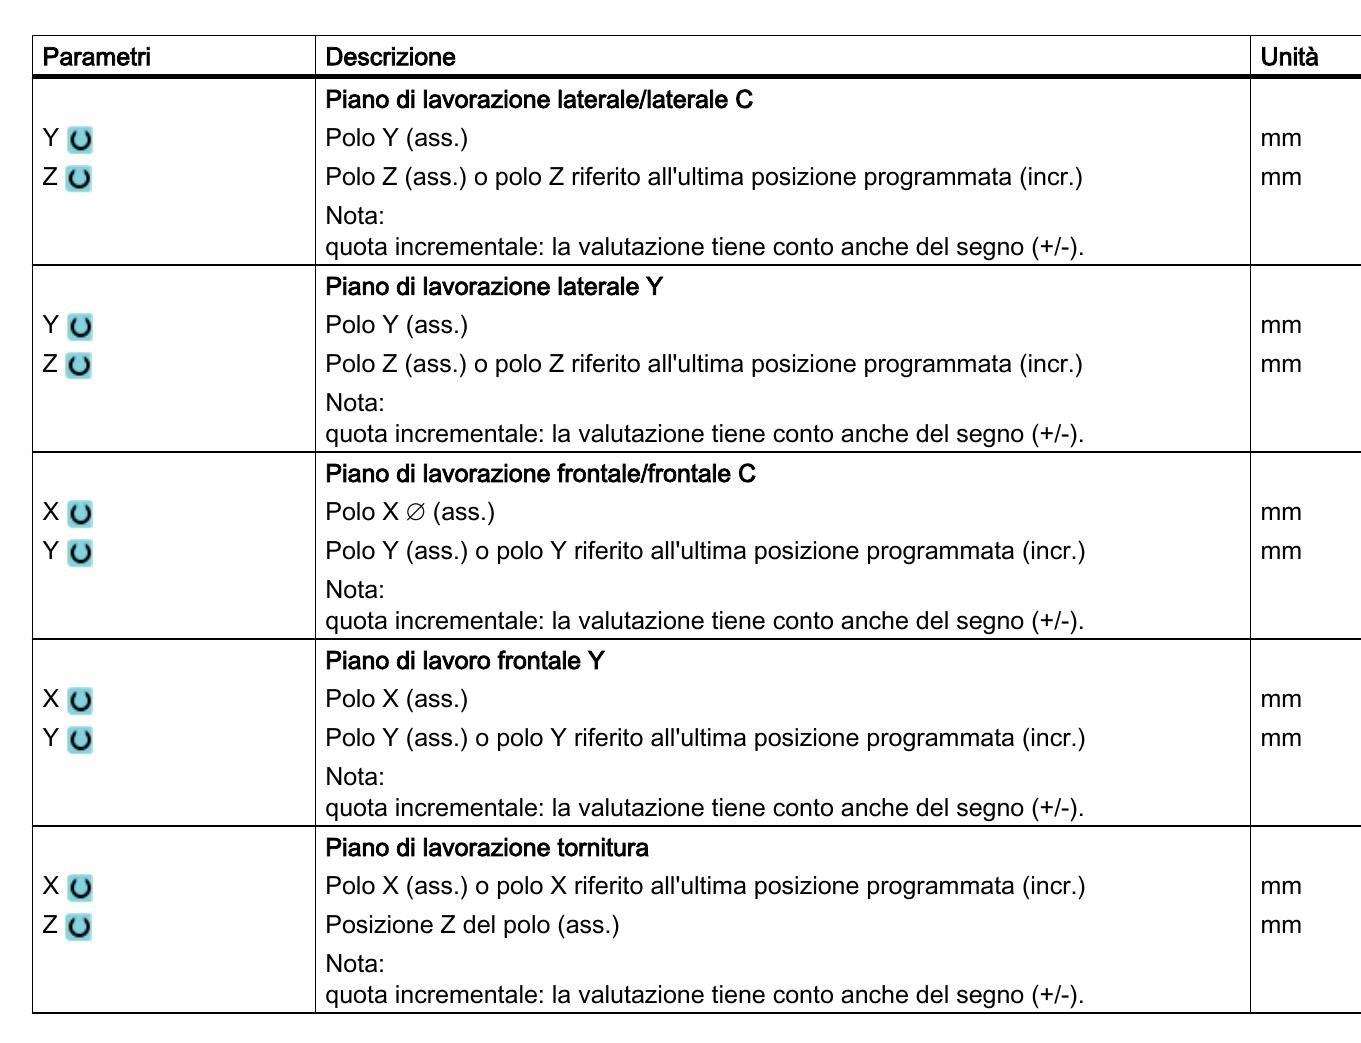 Parametri Descrizione Unità
Piano di lavorazione laterale/laterale C
Y Polo Y (ass.) mm
Z Polo Z (ass.) o polo Z riferito all'ultima posizione programmata (incr.) mm
Nota:
quota incrementale: la valutazione tiene conto anche del segno (+/-).
Piano di lavorazione laterale Y
Y Polo Y (ass.) mm
Z Polo Z (ass.) o polo Z riferito all'ultima posizione programmata (incr.) mm
Nota:
quota incrementale: la valutazione tiene conto anche del segno (+/-).
Piano di lavorazione frontale/frontale C
X Polo X ∅ (ass.) mm
Y Polo Y (ass.) o polo Y riferito all'ultima posizione programmata (incr.) mm
Nota:
quota incrementale: la valutazione tiene conto anche del segno (+/-).
Piano di lavoro frontale Y
X Polo X (ass.) mm
Y Polo Y (ass.) o polo Y riferito all'ultima posizione programmata (incr.) mm
Nota:
quota incrementale: la valutazione tiene conto anche del segno (+/-).
Piano di lavorazione tornitura
X Polo X (ass.) o polo X riferito all'ultima posizione programmata (incr.) mm
Z Posizione Z del polo (ass.) mm
Nota:
quota incrementale: la valutazione tiene conto anche del segno (+/-).